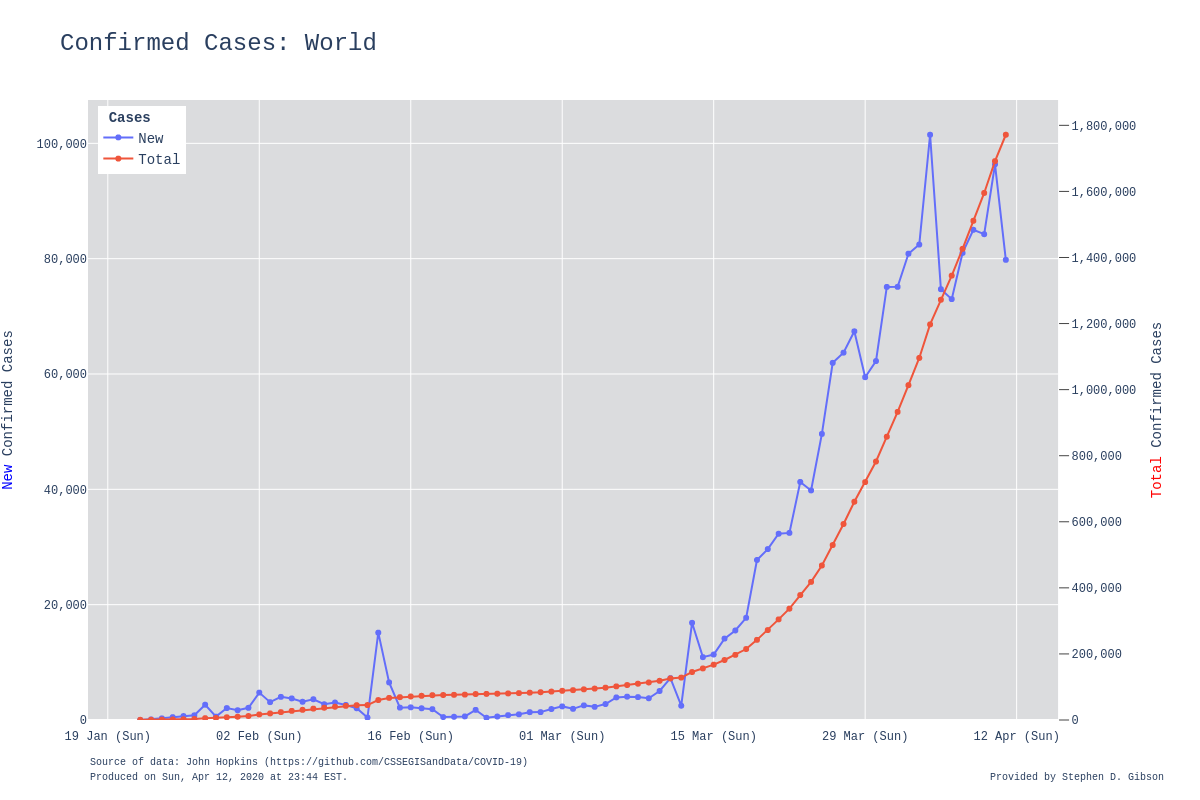 Confirmed Cases: World
Cases
New
Total
100,000
80,000
60,000
40,000
20,000
0
New Confirmed Cases
1,800,000
1,600,000
1,400,000
1,200,000
1,000,000
800,000
600,000
400,000
200,000
0
Total Confirmed Cases
19 Jan (Sun) 02 Feb (Sun) 16 Feb (Sun) 01 Mar (Sun) 15 Mar (Sun) 29 Mar (Sun) 12 Apr (Sun)
Source of data: John Hopkins (https://github.com/CSSEGISandData/COVID-19)
Produced on Sun, Apr 12, 2020 at 23:44 EST.
Provided by Stephen D. Gibson